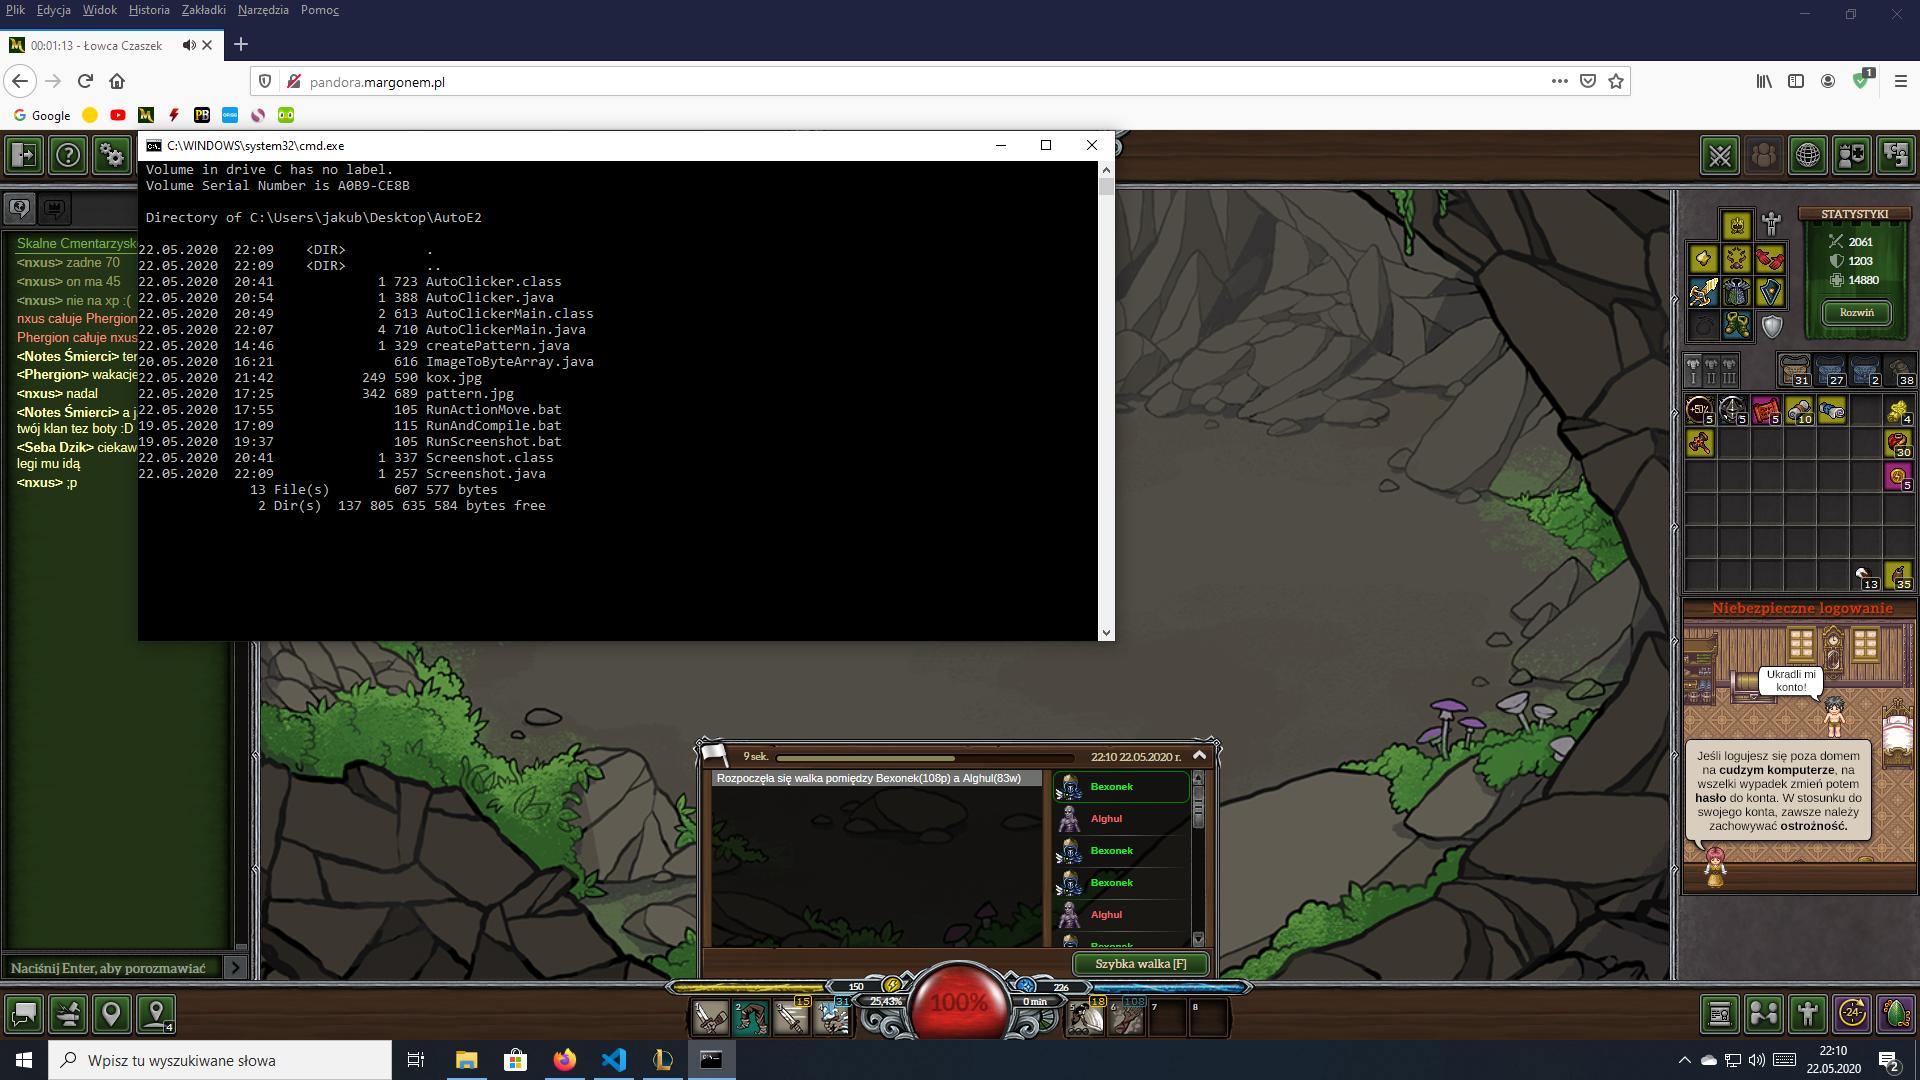 Plik Edycja Widok Historia Zakładki Narzędzia Pomoc
00:01:13 - Łowca Czaszek
pandora.margonem.pl
1
Google
PB
C:\WINDOWS\system32\cmd.exe
Volume in drive C has no label.
Volume Serial Number is A0B9-CE8B
Directory of C:\Users\jakub\Desktop\AutoE2
22.05.2020 22:09 <DIR> .
22.05.2020 22:09 <DIR> ..
22.05.2020 20:41 1 723 AutoClicker.class
22.05.2020 20:54 1 388 AutoClicker.java
22.05.2020 20:49 2 613 AutoClickerMain.class
22.05.2020 22:07 4 710 AutoClickerMain.java
22.05.2020 14:46 1 329 createPattern.java
20.05.2020 16:21 616 ImageToByteArray.java
22.05.2020 21:42 249 590 kox.jpg
22.05.2020 17:25 342 689 pattern.jpg
22.05.2020 17:55 105 RunActionMove.bat
19.05.2020 17:09 115 RunAndCompile.bat
19.05.2020 19:37 105 RunScreenshot.bat
22.05.2020 20:41 1 337 Screenshot.class
22.05.2020 22:09 1 257 Screenshot.java
13 File(s) 607 577 bytes
2 Dir(s) 137 805 635 584 bytes free
Skalne Cmentarzysk
<nxus> zadne 70
<nxus> on ma 45
<nxus> nie na xp :(
nxus całuje Phergion
Phergion całuje nxus
<Notes Śmierci> ter
<Phergion> wakacje
<nxus> nadal
<Notes Śmierci> a j
twój klan tez boty :D
<Seba Dzik> ciekaw
legi mu idą
<nxus> ;p
Naciśnij Enter, aby porozmawiać
STATYSTYKI
2061
1203
14880
Rozwiń
I II III
31 27 2 38
+50% 5 5 5 10 4
30
5
13 35
Niebezpieczne logowanie
Ukradli mi
konto!
Jeśli logujesz się poza domem
na cudzym komputerze, na
wszelki wypadek zmień potem
hasło do konta. W stosunku do
swojego konta, zawsze należy
zachowywać ostrożność.
9 sek.
22:10 22.05.2020 r.
Rozpoczęła się walka pomiędzy Bexonek(108p) a Alghul(83w)
Bexonek
Alghul
Bexonek
Bexonek
Alghul
Bexonek
Szybka walka [F]
150 226
25,43% 100% 0 min
2 15 31 18 6 108 7 8
4
-24-
Wpisz tu wyszukiwane słowa
22:10
22.05.2020
2